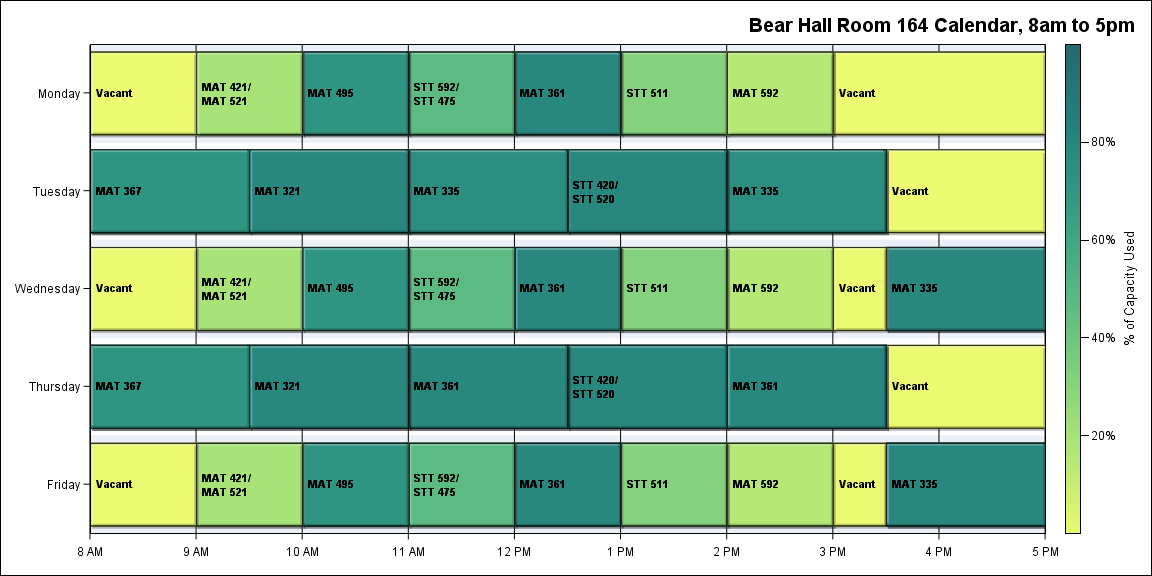 Bear Hall Room 164 Calendar, 8am to 5pm
Monday
Vacant
MAT 421/
MAT 521
MAT 495
STT 592/
STT 475
MAT 361
STT 511
MAT 592
Vacant
Tuesday
MAT 367
MAT 321
MAT 335
STT 420/
STT 520
MAT 335
Vacant
Wednesday
Vacant
MAT 421/
MAT 521
MAT 495
STT 592/
STT 475
MAT 361
STT 511
MAT 592
Vacant
MAT 335
Thursday
MAT 367
MAT 321
MAT 361
STT 420/
STT 520
MAT 361
Vacant
Friday
Vacant
MAT 421/
MAT 521
MAT 495
STT 592/
STT 475
MAT 361
STT 511
MAT 592
Vacant
MAT 335
8 AM
9 AM
10 AM
11 AM
12 PM
1 PM
2 PM
3 PM
4 PM
5 PM
80%
60%
40%
20%
% of Capacity Used